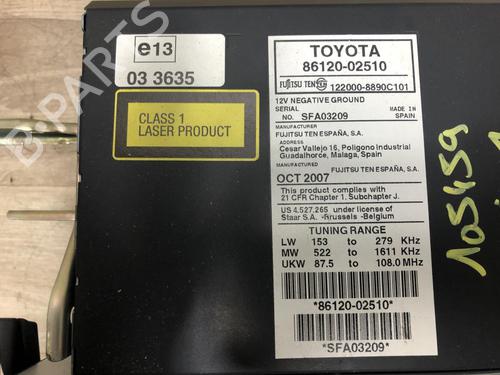 e13
03 3635
CLASS 1
LASER PRODUCT
TOYOTA
86120-02510
FUJITSU TEN 122000-8890C101
12V NEGATIVE GROUND
SERIAL
NO. SFA03209
MADE IN
SPAIN
MANUFACTURER
FUJITSU TEN ESPAÑA, S.A.
ADDRESS
Cesar Vallejo 16, Poligono Industrial
Guadalhorce, Malaga, Spain
MANUFACTURED
FUJITSU TEN ESPAÑA, S.A.
OCT 2007
This product complies with
21 CFR Chapter 1. Subchapter J.
US 4.527.265 under license of
Staar S.A. -Brussels -Belgium
TUNING RANGE
LW 153 to 279 KHz
MW 522 to 1611 KHz
UKW 87.5 to 108.0 MHz
*86120-02510*
*SFA03209*
105459